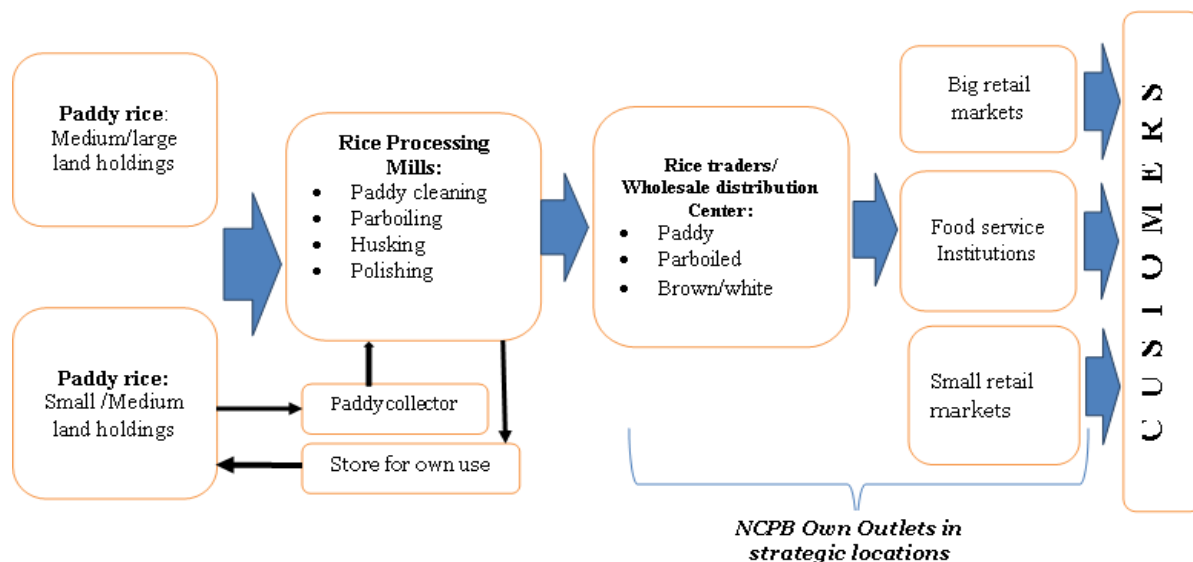 Paddy rice:
Medium/large
land holdings
Paddy rice:
Small /Medium
land holdings
Rice Processing
Mills:
• Paddy cleaning
• Parboiling
• Husking
• Polishing
Paddy collector
Store for own use
Rice traders/
Wholesale distribution
Center:
• Paddy
• Parboiled
• Brown/white
Big retail
markets
Food service
Institutions
Small retail
markets
CUSTOMERS
NCPB Own Outlets in
strategic locations